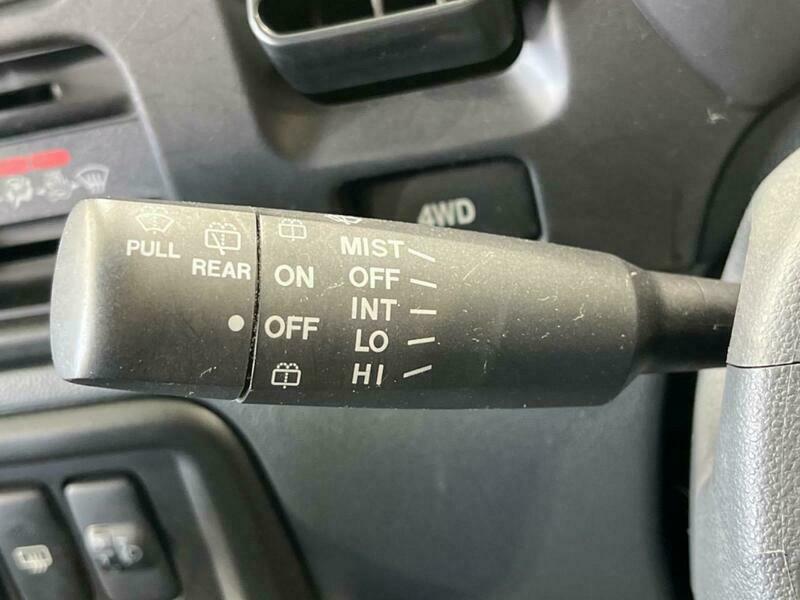 4WD
PULL
REAR
ON
OFF
MIST
OFF
INT
LO
HI